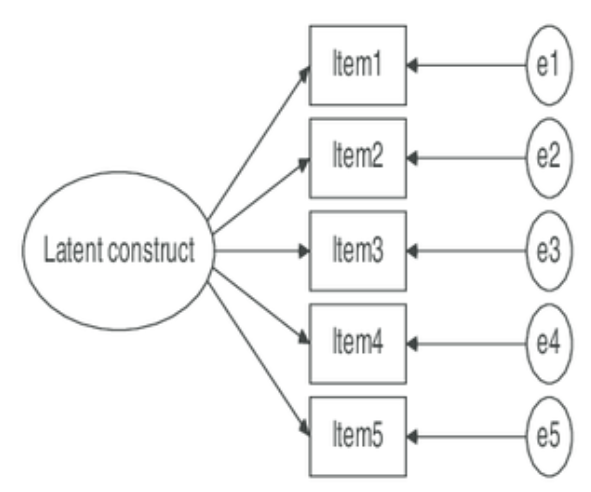 Item1
e1
Item2
e2
Latent construct
Item3
e3
Item4
e4
Item5
e5